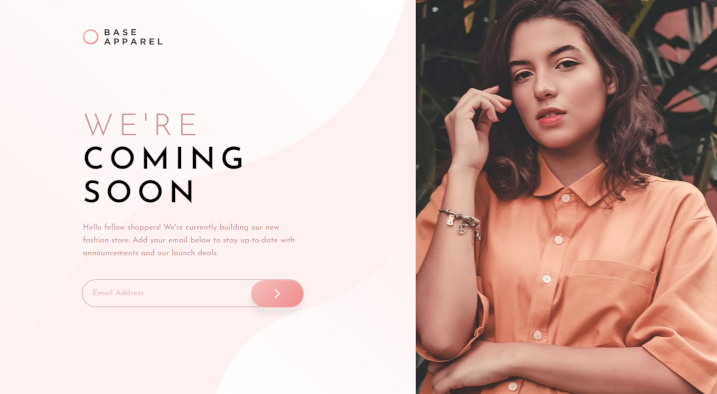 BASE
APPAREL
WE'RE
COMING
SOON
Hello fellow shoppers! We're currently building our new
fashion store. Add your email below to stay up-to-date with
announcements and our launch deals.
Email Address